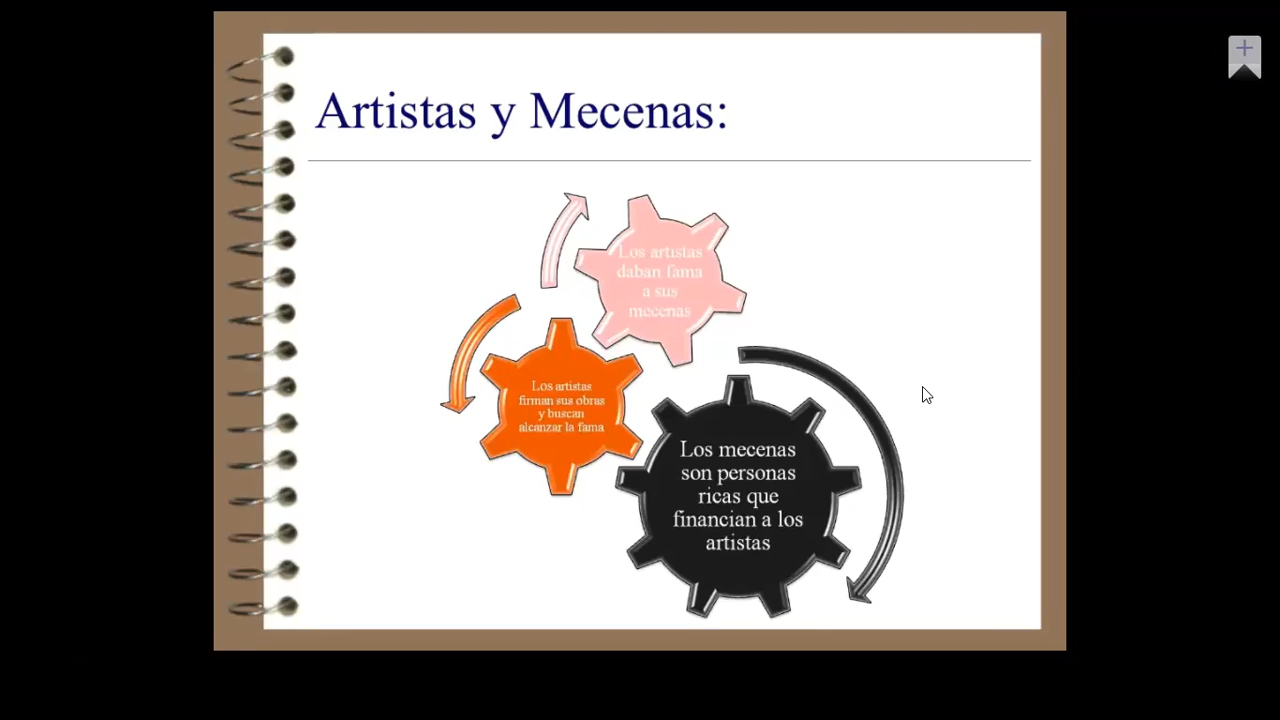 Artistas y Mecenas:
Los artistas
daban fama
a sus
mecenas
Los artistas
firman sus obras
y buscan
alcanzar la fama
Los mecenas
son personas
ricas que
financian a los
artistas